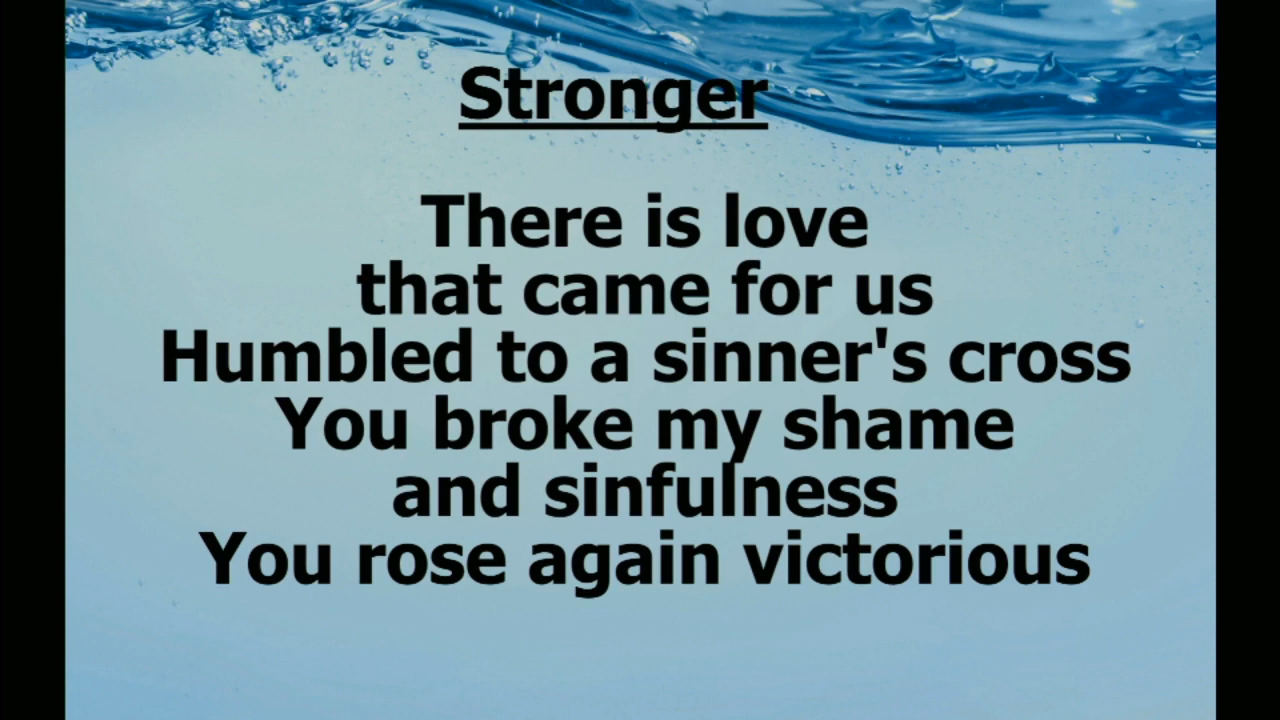 Stronger
There is love
that came for us
Humbled to a sinner's cross
You broke my shame
and sinfulness
You rose again victorious